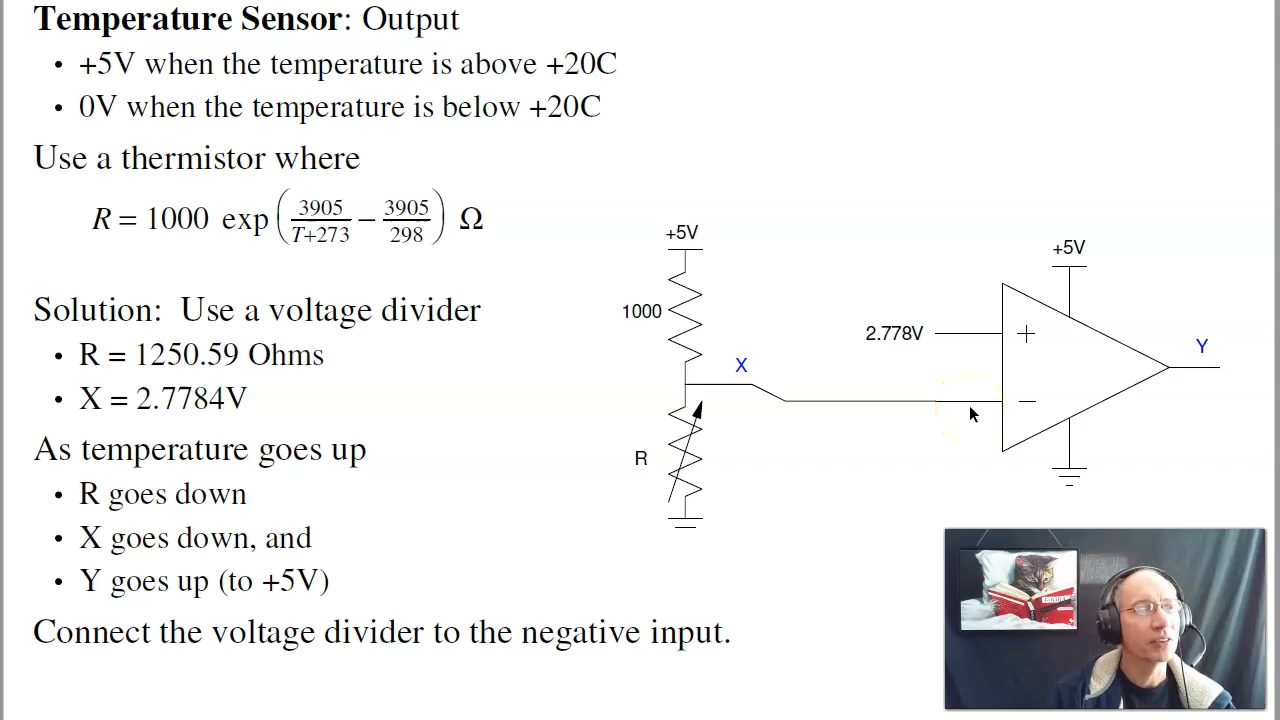 Temperature Sensor: Output
• +5V when the temperature is above +20C
• 0V when the temperature is below +20C
Use a thermistor where
R = 1000 exp(3905/T+273 − 3905/298) Ω
Solution: Use a voltage divider
• R = 1250.59 Ohms
• X = 2.7784V
As temperature goes up
• R goes down
• X goes down, and
• Y goes up (to +5V)
Connect the voltage divider to the negative input.
+5V
1000
X
R
2.778V
+5V
+
−
Y